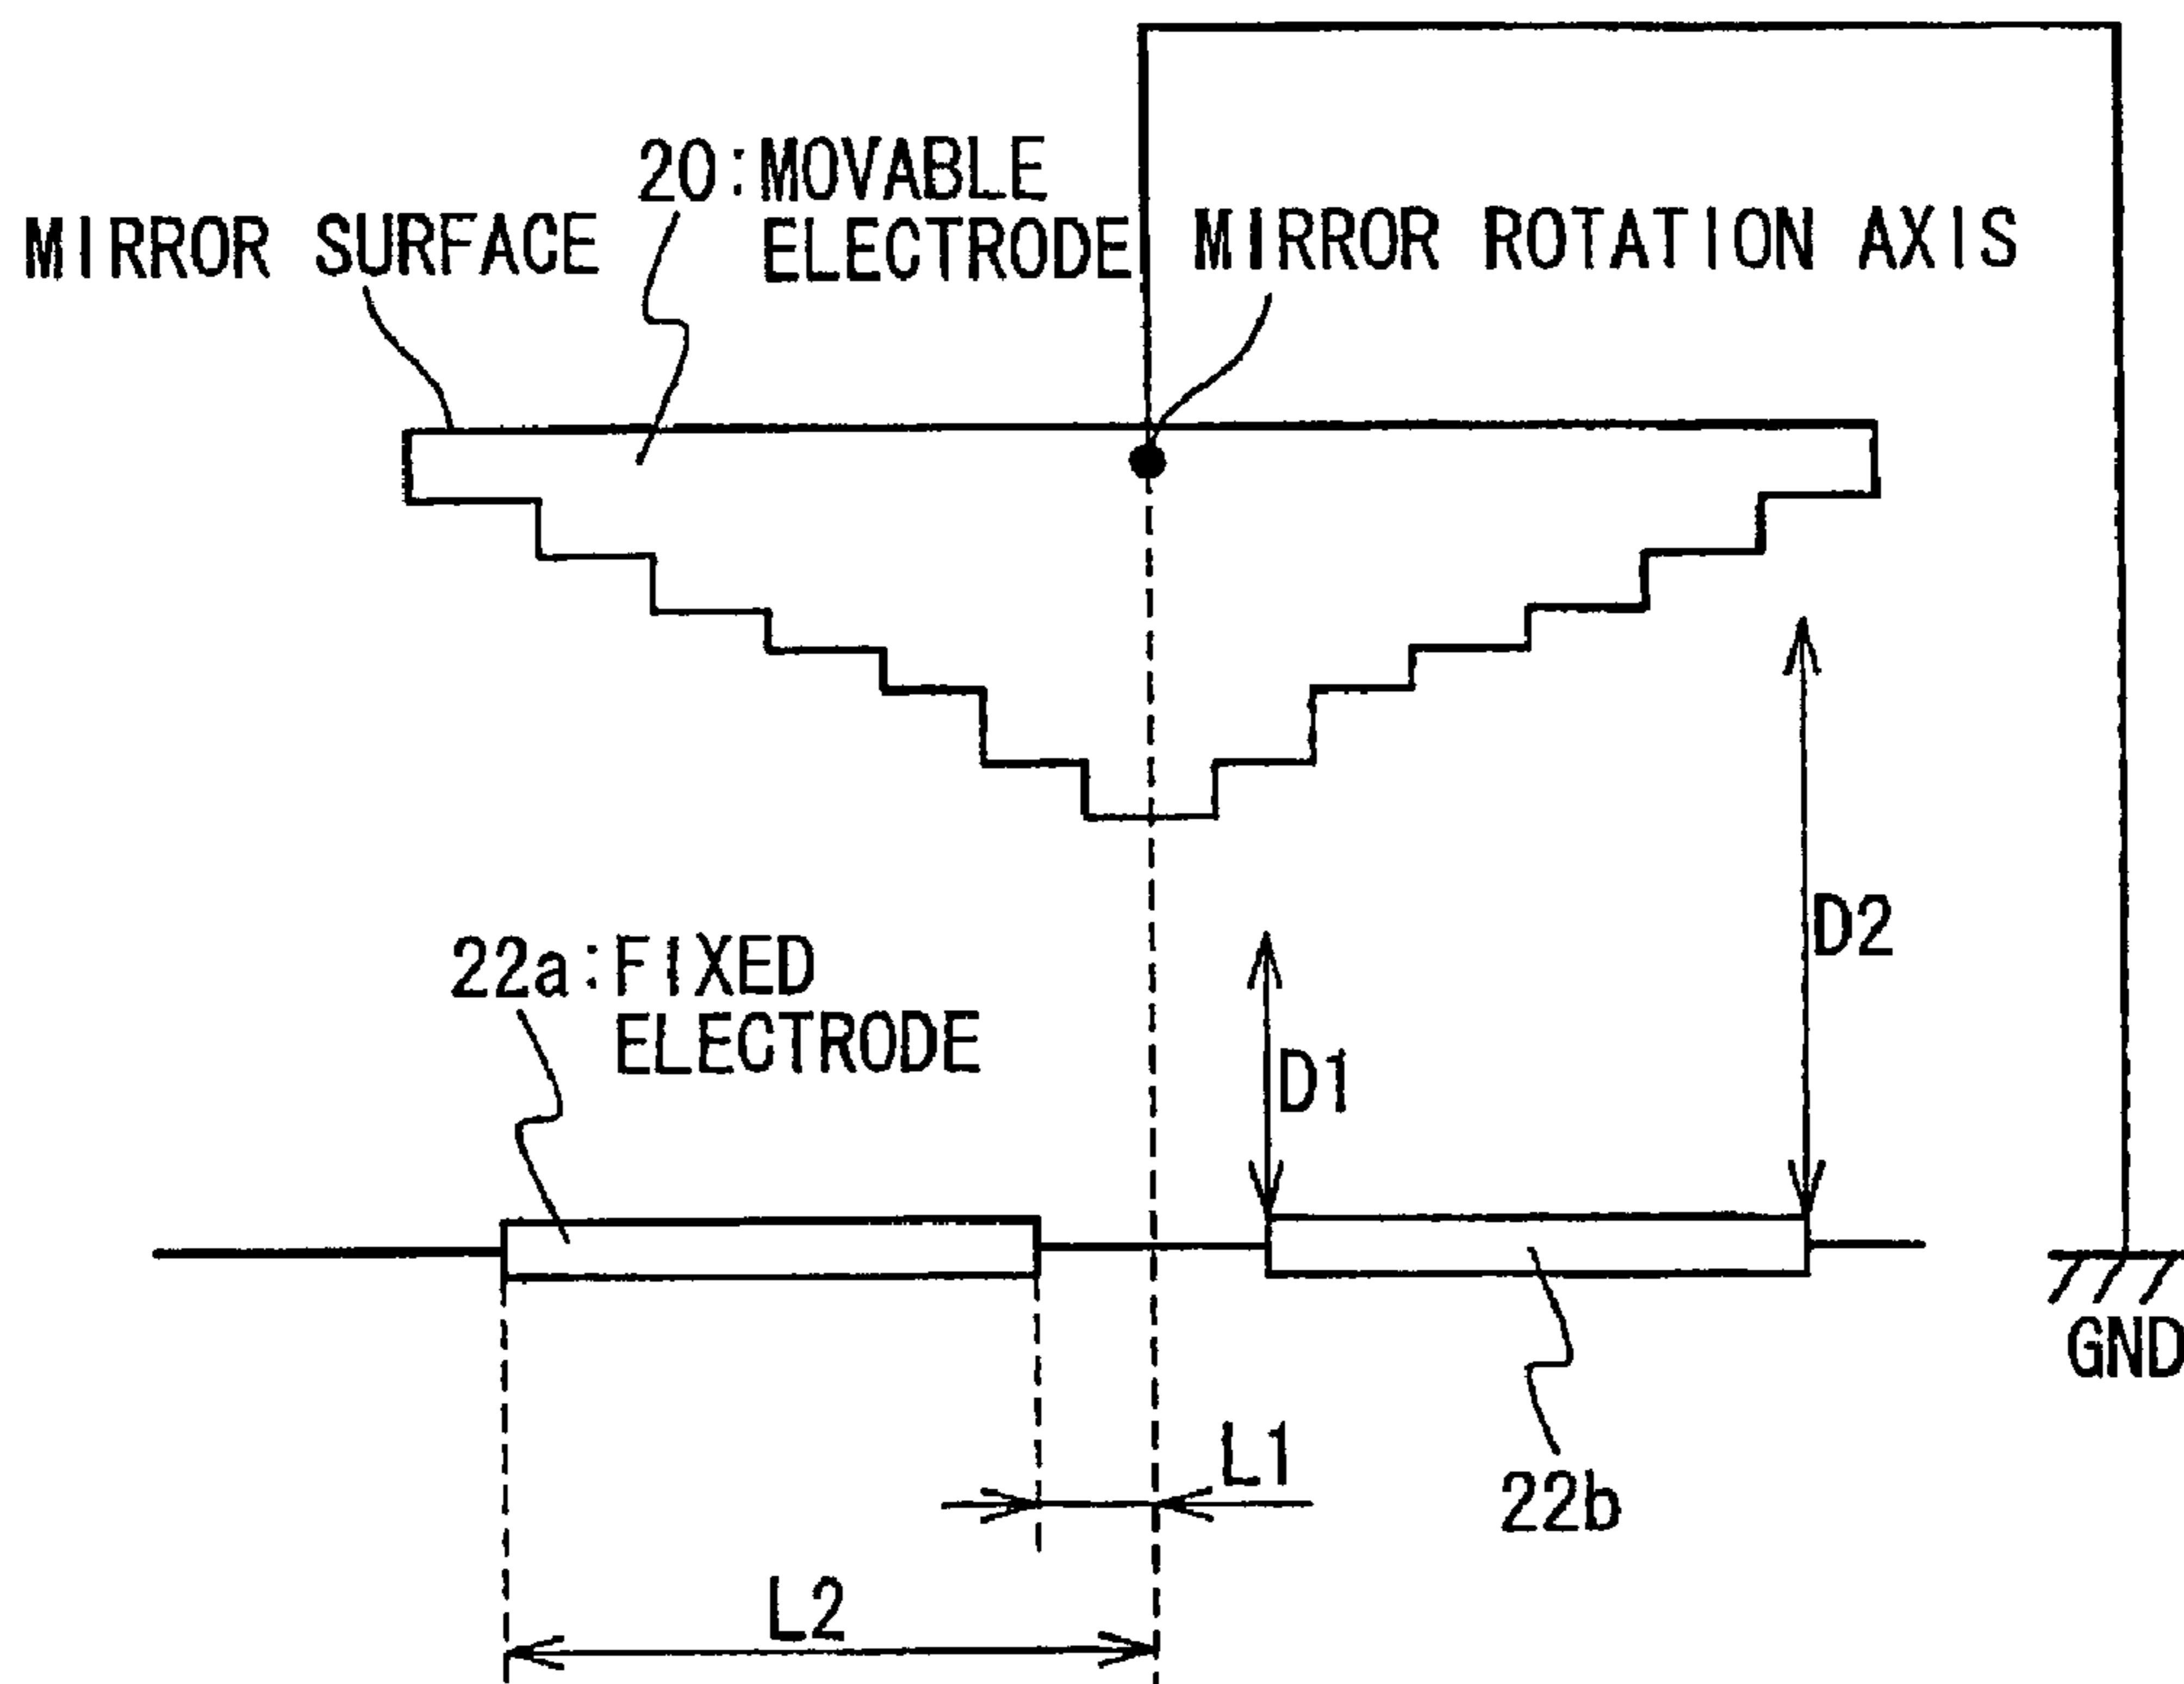 20:MOVABLE
ELECTRODE
MIRROR SURFACE
MIRROR ROTATION AXIS
D2
22a:FIXED
ELECTRODE
D1
GND
L1
22b
L2